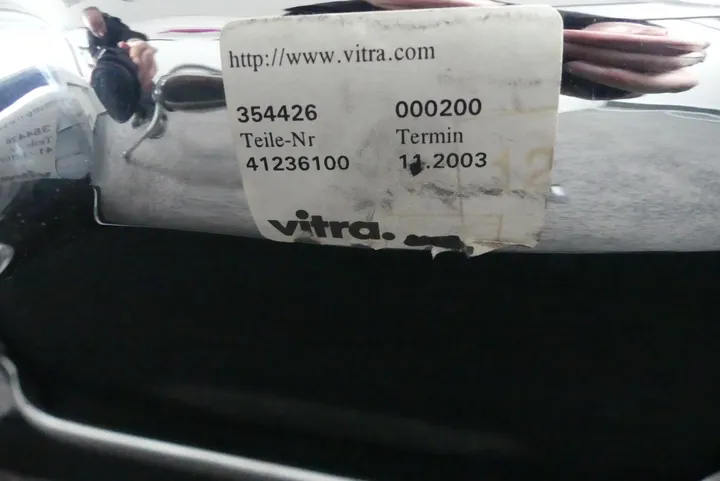 http://www.vitra.com
354426 000200
Teile-Nr Termin
41236100 11.2003
vitra.